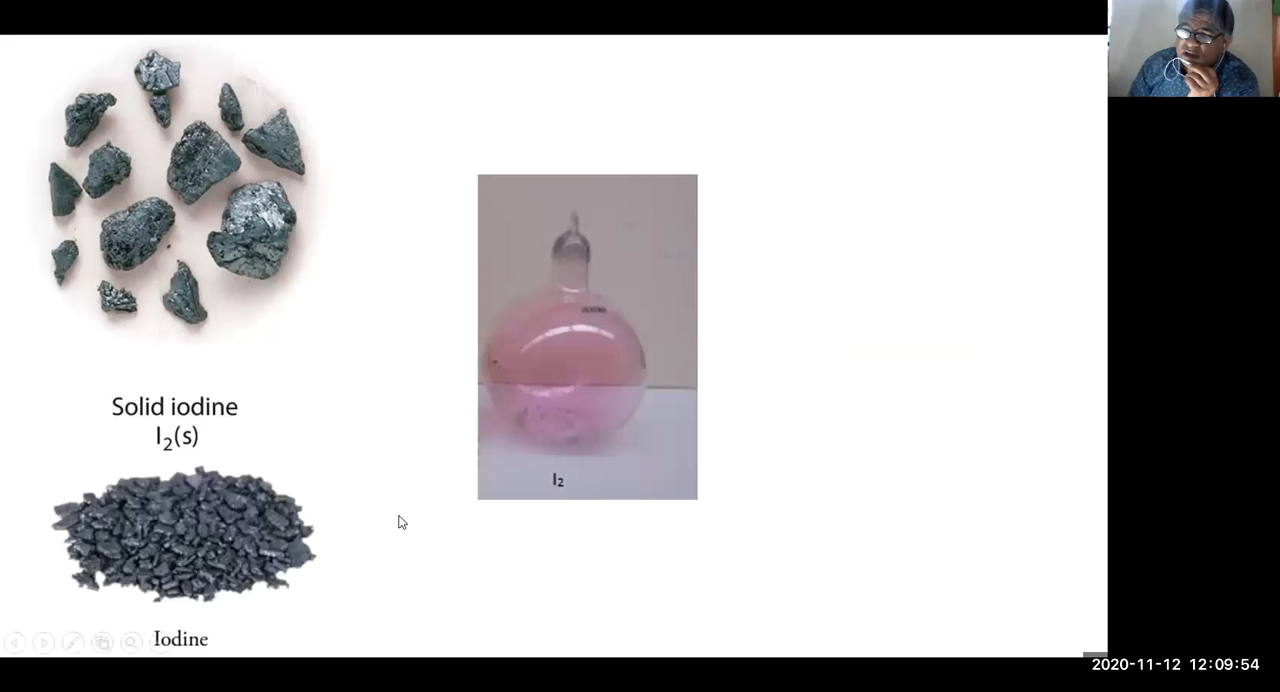 Solid iodine
I₂(s)
Iodine
I₂
2020-11-12 12:09:54